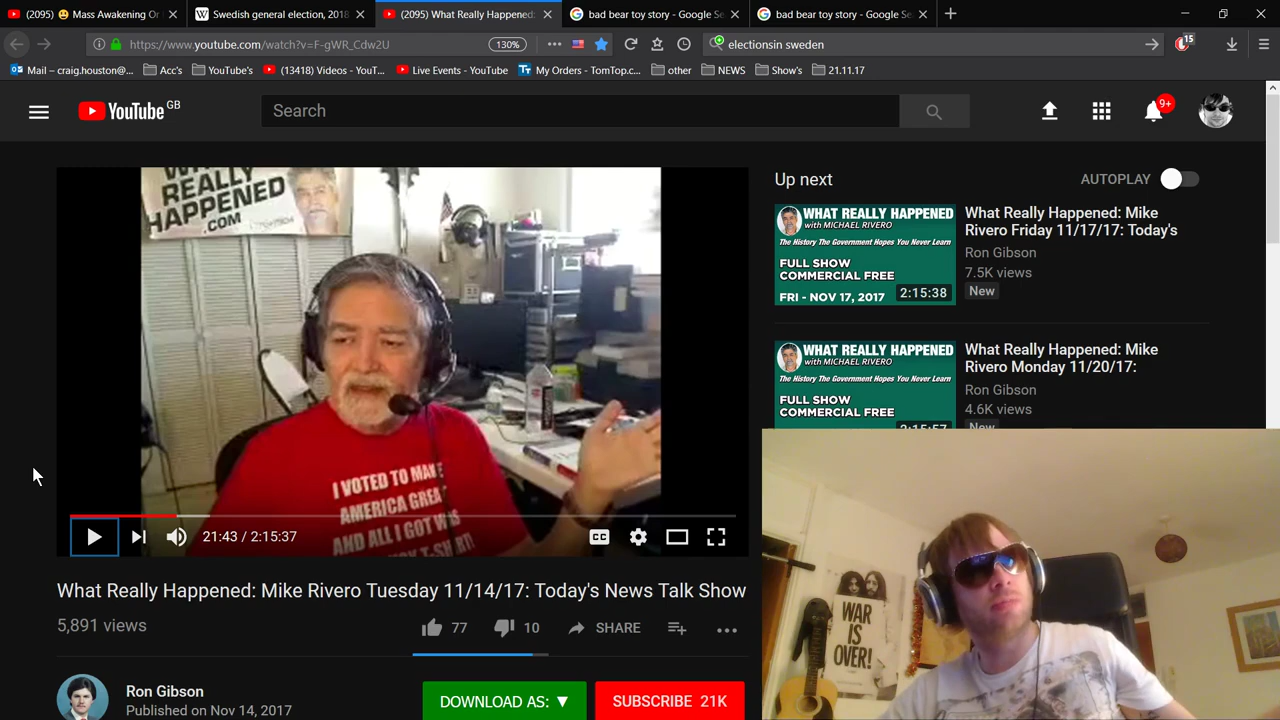 (2095) 😀 Mass Awakening Or
Swedish general election, 2018
(2095) What Really Happened:
bad bear toy story - Google Se
bad bear toy story - Google Se
https://www.youtube.com/watch?v=F-gWR_Cdw2U
130%
electionsin sweden
15
Mail – craig.houston@...
Acc's
YouTube's
(13418) Videos - YouT...
Live Events - YouTube
My Orders - TomTop.c...
other
NEWS
Show's
21.11.17
YouTube GB
Search
9+
WHAT
REALLY
HAPPENED
.COM
I VOTED TO MAKE
AMERICA GREAT
AND ALL I GOT WAS
T-SHIRT!
21:43 / 2:15:37
CC
What Really Happened: Mike Rivero Tuesday 11/14/17: Today's News Talk Show
5,891 views
77
10
SHARE
Ron Gibson
Published on Nov 14, 2017
DOWNLOAD AS: ▼
SUBSCRIBE 21K
Up next
AUTOPLAY
WHAT REALLY HAPPENED
with MICHAEL RIVERO
The History The Government Hopes You Never Learn
FULL SHOW
COMMERCIAL FREE
FRI - NOV 17, 2017
2:15:38
What Really Happened: Mike
Rivero Friday 11/17/17: Today's
Ron Gibson
7.5K views
New
WHAT REALLY HAPPENED
with MICHAEL RIVERO
The History The Government Hopes You Never Learn
FULL SHOW
COMMERCIAL FREE
2:15:57
What Really Happened: Mike
Rivero Monday 11/20/17:
Ron Gibson
4.6K views
New
WAR
IS
OVER!